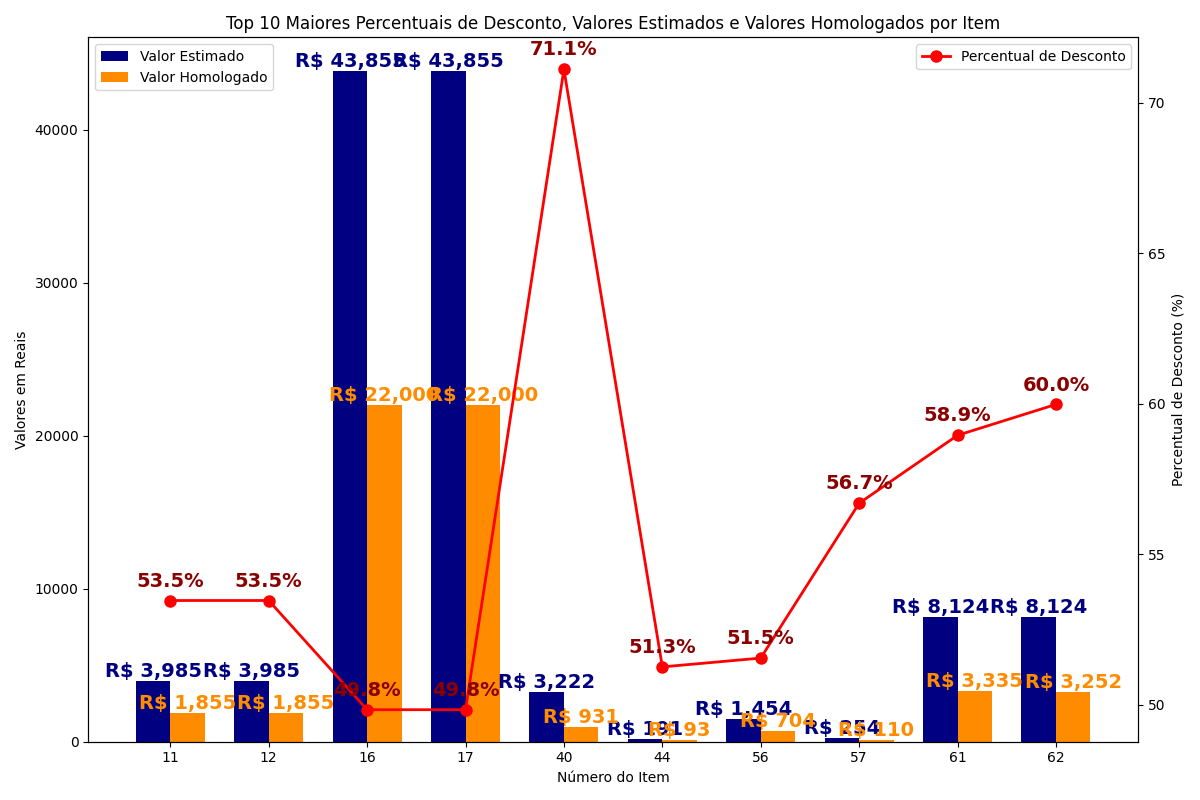 Top 10 Maiores Percentuais de Desconto, Valores Estimados e Valores Homologados por Item
Valor Estimado
Valor Homologado
Percentual de Desconto
R$ 43,855
R$ 43,855
71.1%
R$ 22,000
R$ 22,000
60.0%
58.9%
56.7%
53.5%
53.5%
R$ 8,124
R$ 8,124
51.3%
51.5%
R$ 3,985
R$ 3,985
49.8%
49.8%
R$ 3,222
R$ 3,335
R$ 3,252
R$ 1,855
R$ 1,855
R$ 931
R$ 191
R$ 93
R$ 1,454
R$ 704
R$ 254
R$ 110
40000
30000
20000
10000
0
Valores em Reais
70
65
60
55
50
Percentual de Desconto (%)
11 12 16 17 40 44 56 57 61 62
Número do Item